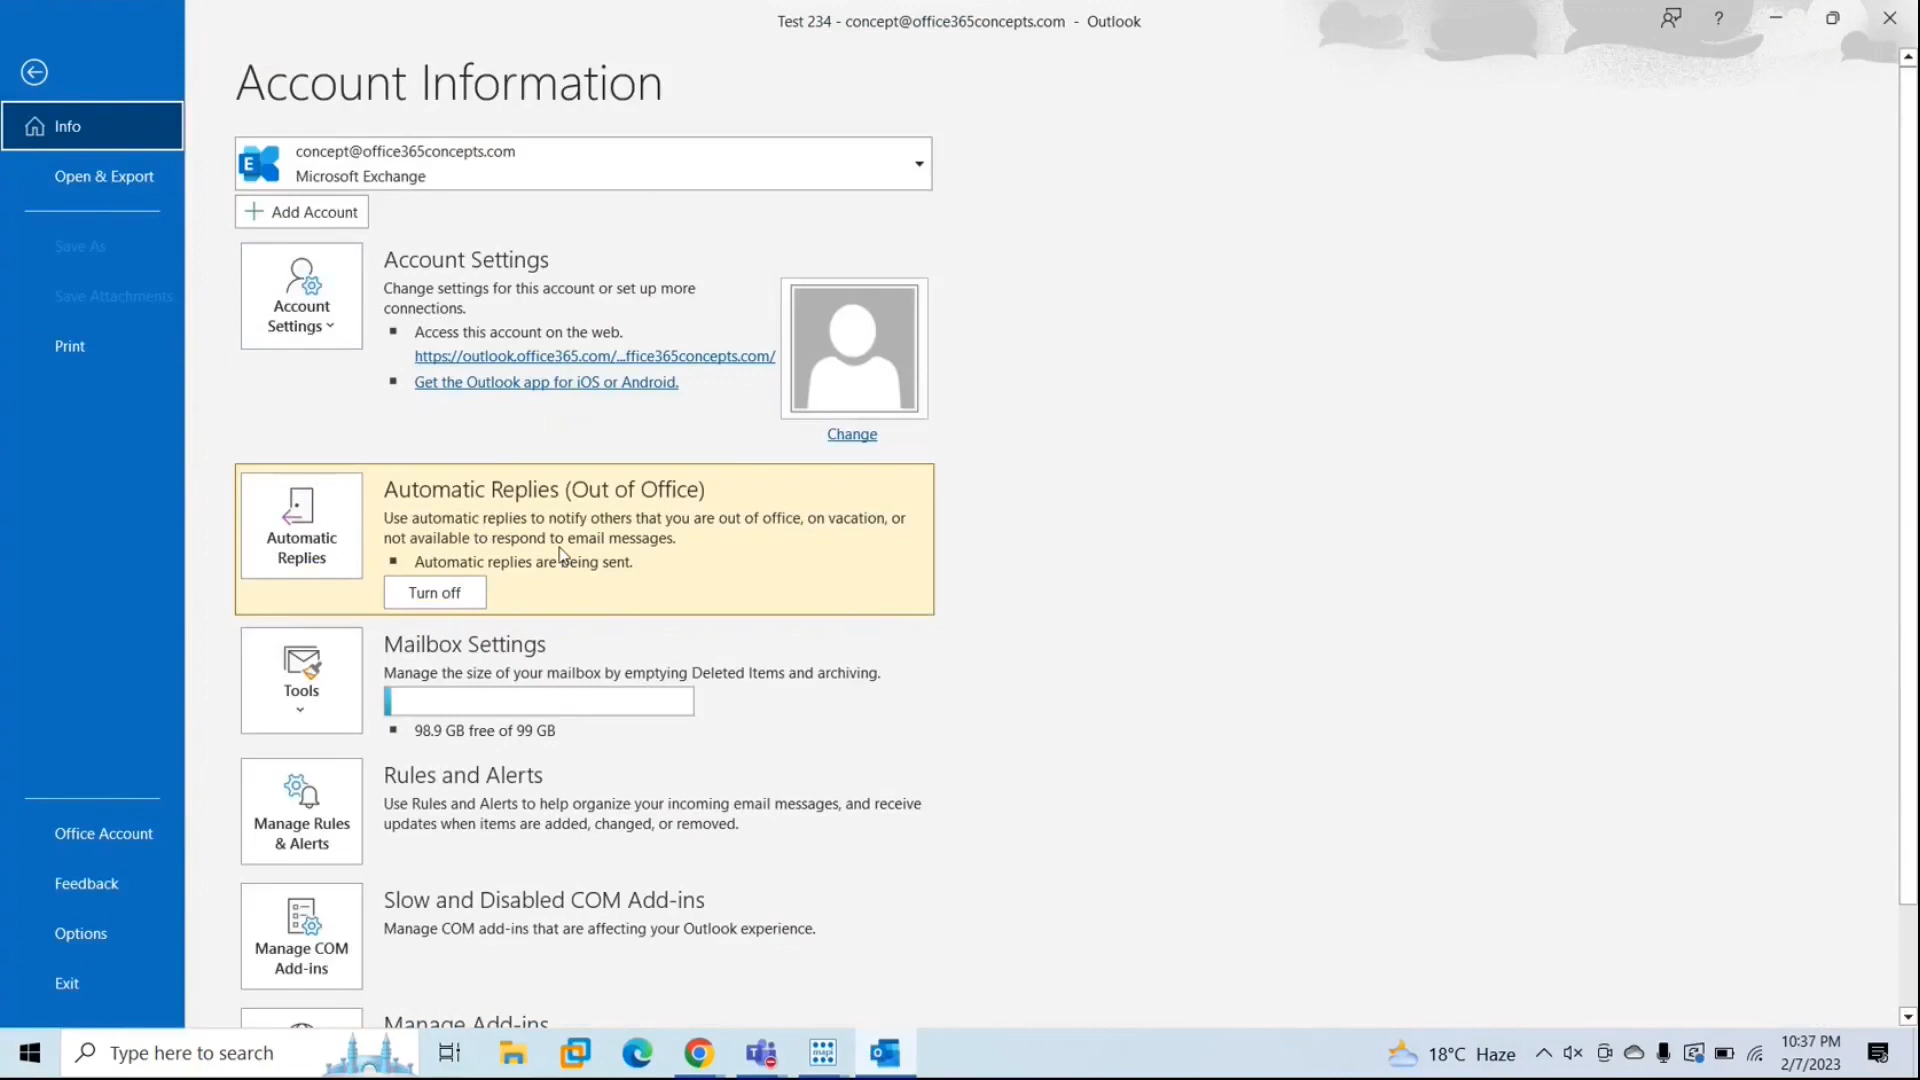 Test 234 - concept@office365concepts.com - Outlook
?
Account Information
Info
Open & Export
Save As
Save Attachments
Print
Office Account
Feedback
Options
Exit
E
concept@office365concepts.com
Microsoft Exchange
Add Account
Account
Settings
Account Settings
Change settings for this account or set up more
connections.
Access this account on the web.
https://outlook.office365.com/...ffice365concepts.com/
Get the Outlook app for iOS or Android.
Change
Automatic
Replies
Automatic Replies (Out of Office)
Use automatic replies to notify others that you are out of office, on vacation, or
not available to respond to email messages.
Automatic replies are being sent.
Turn off
Tools
Mailbox Settings
Manage the size of your mailbox by emptying Deleted Items and archiving.
98.9 GB free of 99 GB
Manage Rules
& Alerts
Rules and Alerts
Use Rules and Alerts to help organize your incoming email messages, and receive
updates when items are added, changed, or removed.
Manage COM
Add-ins
Slow and Disabled COM Add-ins
Manage COM add-ins that are affecting your Outlook experience.
Manage Add-ins
Type here to search
mapi
18°C Haze
10:37 PM
2/7/2023